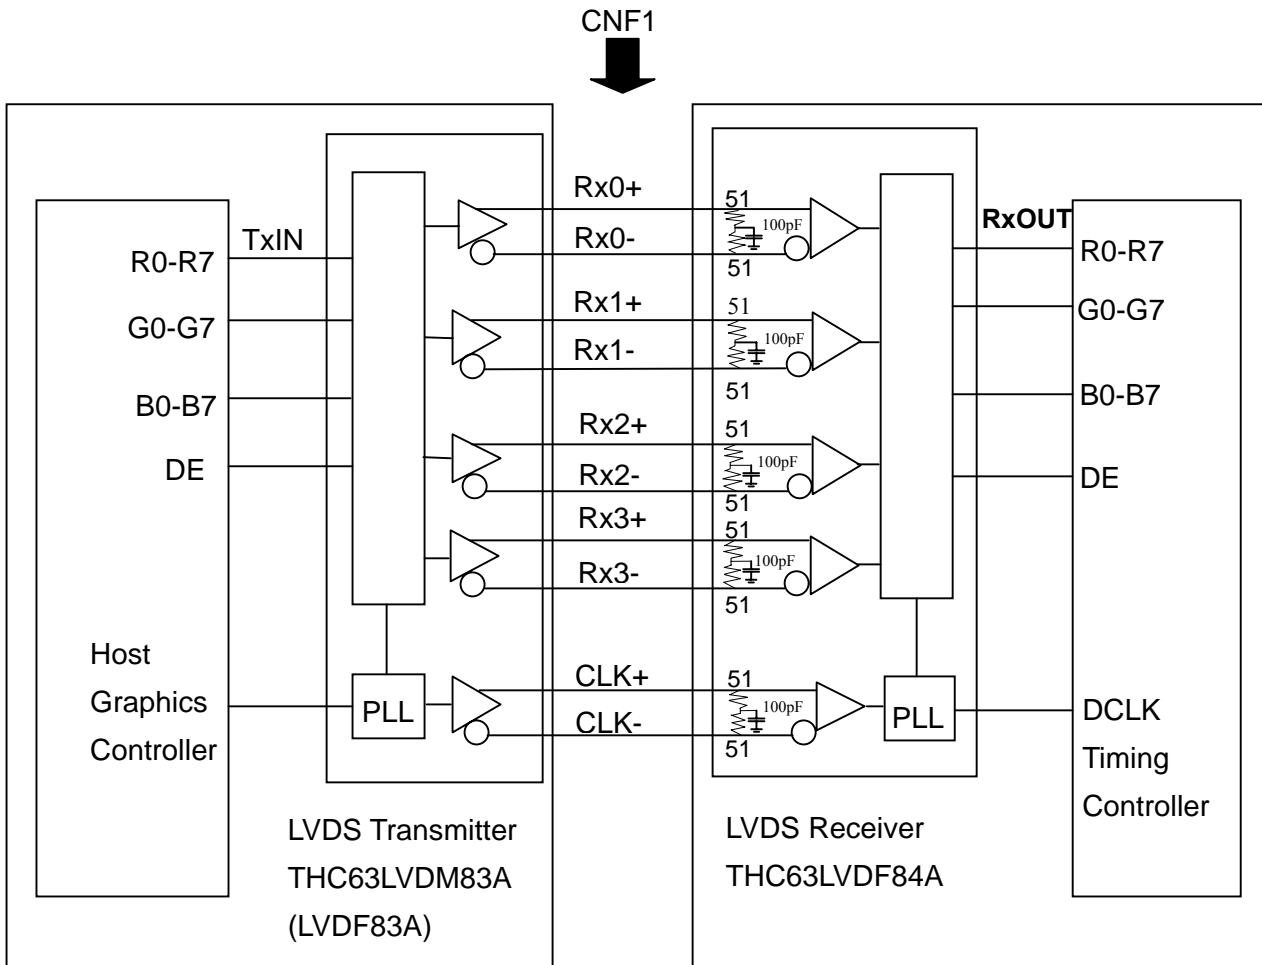 CNF1
TxIN
R0-R7
G0-G7
B0-B7
DE
Host
Graphics
Controller
PLL
LVDS Transmitter
THC63LVDM83A
(LVDF83A)
Rx0+
Rx0-
Rx1+
Rx1-
Rx2+
Rx2-
Rx3+
Rx3-
CLK+
CLK-
51
100pF
51
51
100pF
51
51
100pF
51
51
100pF
51
51
100pF
51
PLL
LVDS Receiver
THC63LVDF84A
RxOUT
R0-R7
G0-G7
B0-B7
DE
DCLK
Timing
Controller